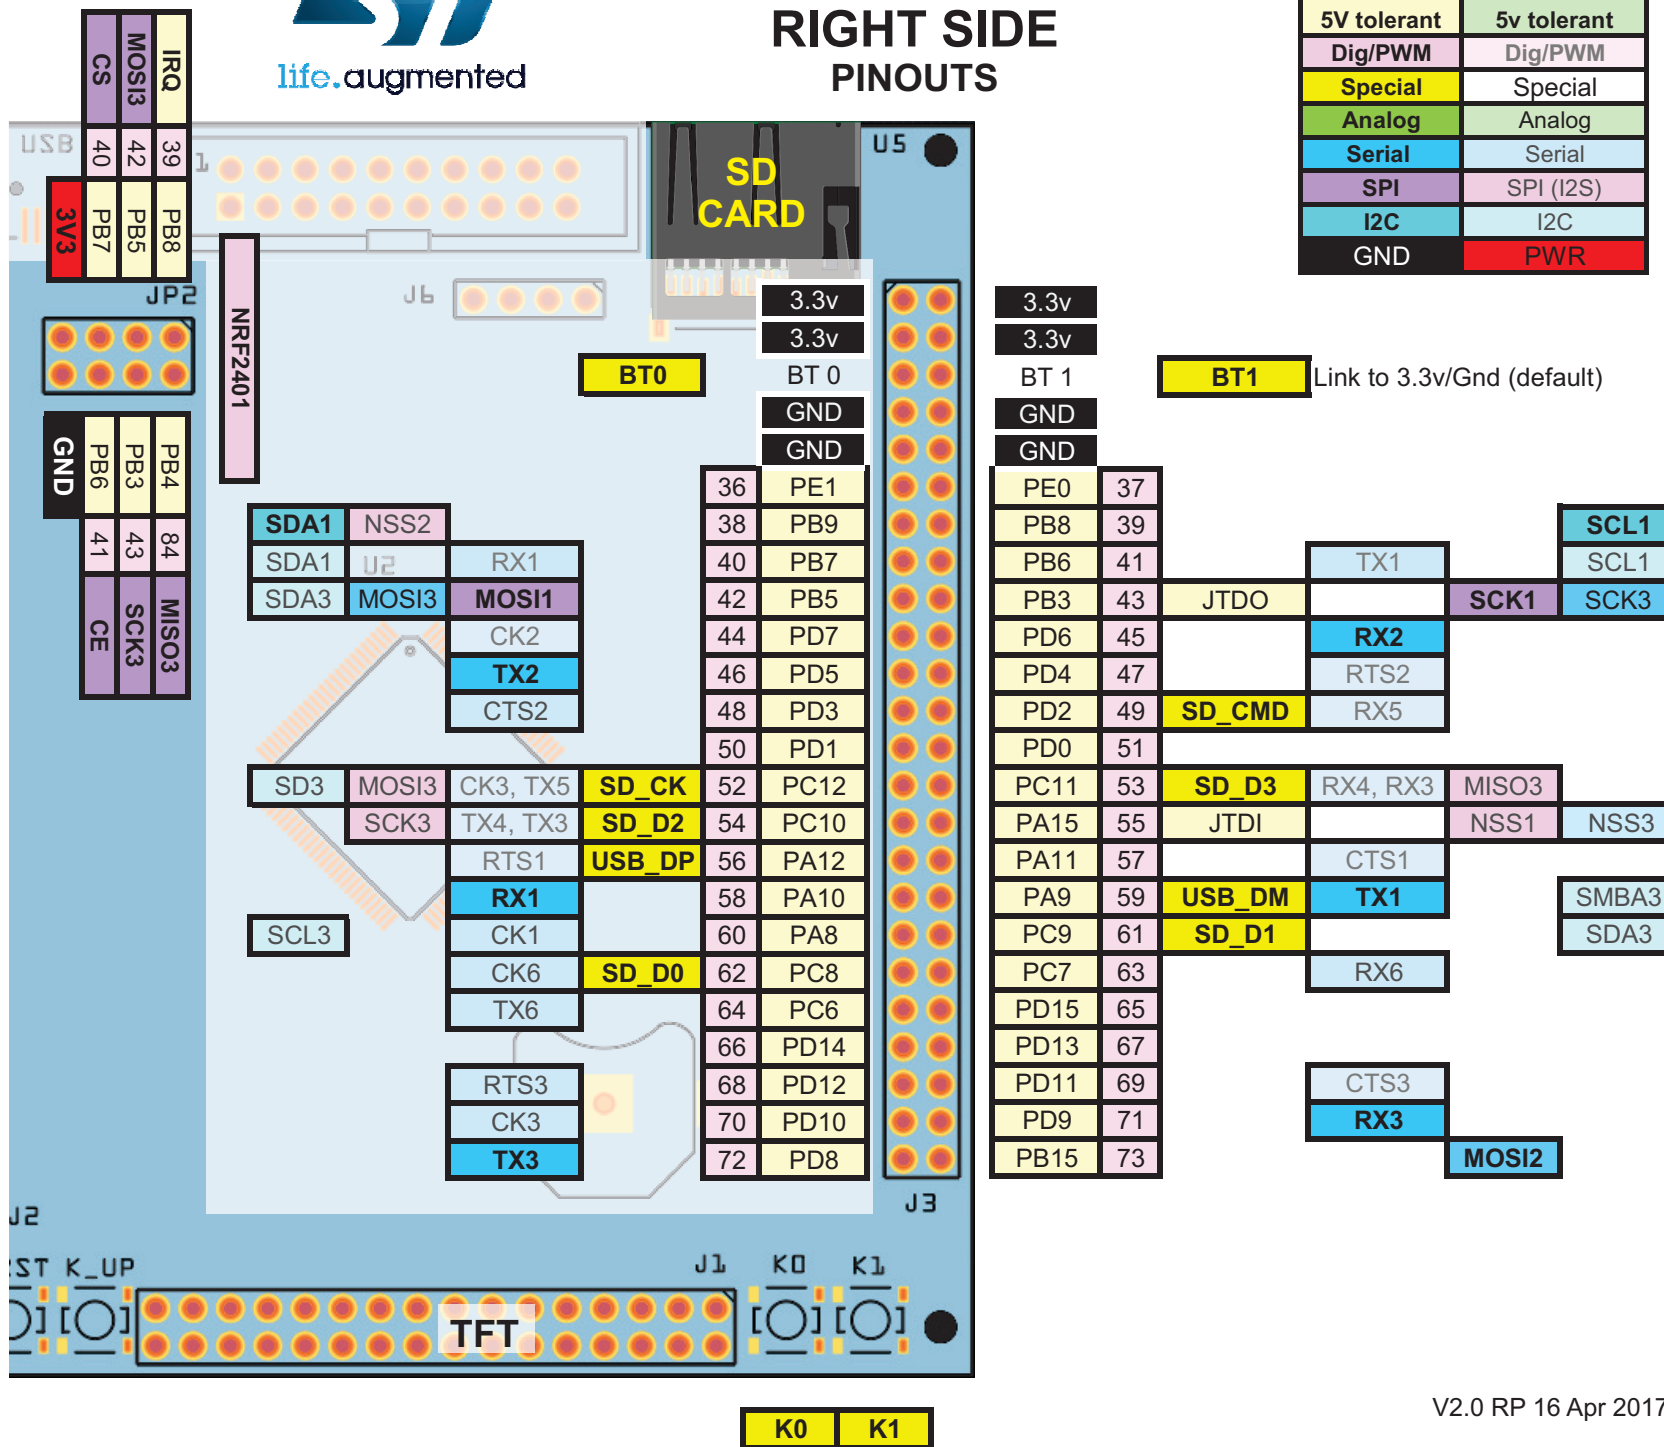 RIGHT SIDE
PINOUTS
life.augmented
5V tolerant 5v tolerant
Dig/PWM Dig/PWM
Special Special
Analog Analog
Serial Serial
SPI SPI (I2S)
I2C I2C
GND PWR
CS MOSI3 IRQ
40 42 39
3V3 PB7 PB5 PB8
USB
1
SD
CARD
U5
JP2
NRF2401
J6
GND PB6 PB3 PB4
41 43 84
CE SCK3 MISO3
3.3v 3.3v
3.3v 3.3v
BT0 BT 0 BT 1 BT1 Link to 3.3v/Gnd (default)
GND GND
GND GND
36 PE1 PE0 37
SDA1 NSS2 38 PB9 PB8 39 SCL1
SDA1 U2 RX1 40 PB7 PB6 41 TX1 SCL1
SDA3 MOSI3 MOSI1 42 PB5 PB3 43 JTDO SCK1 SCK3
CK2 44 PD7 PD6 45 RX2
TX2 46 PD5 PD4 47 RTS2
CTS2 48 PD3 PD2 49 SD_CMD RX5
50 PD1 PD0 51
SD3 MOSI3 CK3, TX5 SD_CK 52 PC12 PC11 53 SD_D3 RX4, RX3 MISO3
SCK3 TX4, TX3 SD_D2 54 PC10 PA15 55 JTDI NSS1 NSS3
RTS1 USB_DP 56 PA12 PA11 57 CTS1
RX1 58 PA10 PA9 59 USB_DM TX1 SMBA3
SCL3 CK1 60 PA8 PC9 61 SD_D1 SDA3
CK6 SD_D0 62 PC8 PC7 63 RX6
TX6 64 PC6 PD15 65
66 PD14 PD13 67
RTS3 68 PD12 PD11 69 CTS3
CK3 70 PD10 PD9 71 RX3
TX3 72 PD8 PB15 73 MOSI2
J2 J3
ST K_UP J1 K0 K1
TFT
V2.0 RP 16 Apr 2017
K0 K1